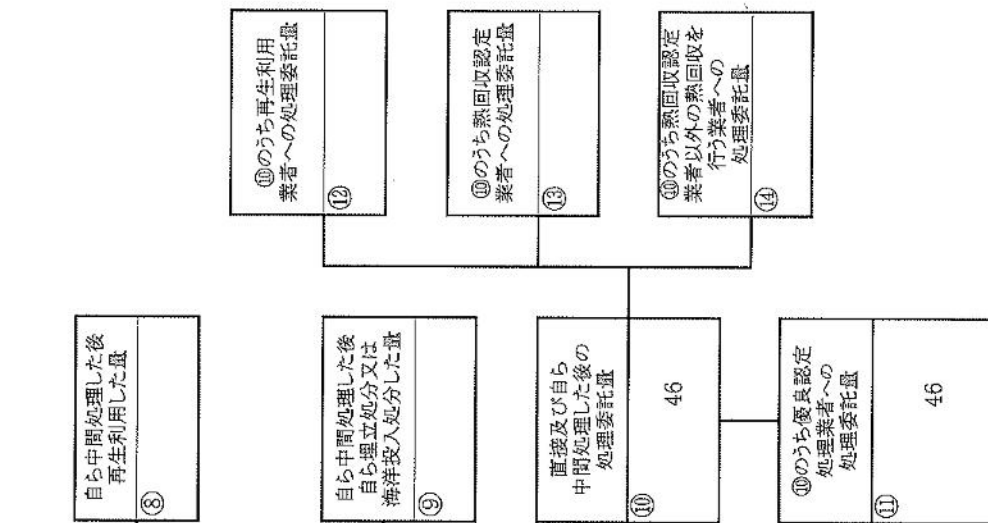 自ら中間処理した後
再生利用した量
⑧
自ら中間処理した後
自ら埋立処分又は
海洋投入処分した量
⑨
直接及び自ら
中間処理した後の
処理委託量
⑩
46
⑩のうち優良認定
処理業者への
処理委託量
⑪
46
⑩のうち再生利用
業者への処理委託量
⑫
⑩のうち熱回収認定
業者への処理委託量
⑬
⑩のうち熱回収認定
業者以外の熱回収を
行う業者への
処理委託量
⑭